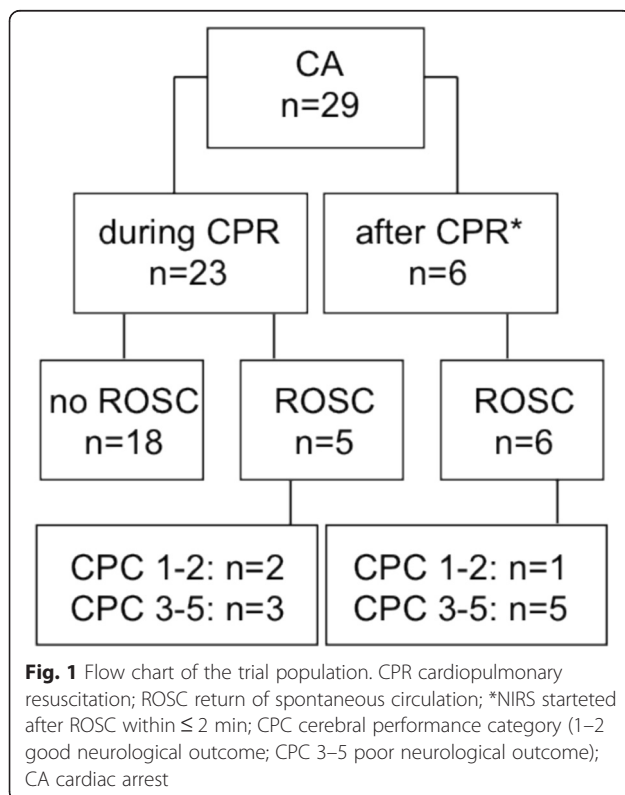 CA
n=29
during CPR
n=23
after CPR*
n=6
no ROSC
n=18
ROSC
n=5
ROSC
n=6
CPC 1-2: n=2
CPC 3-5: n=3
CPC 1-2: n=1
CPC 3-5: n=5
Fig. 1 Flow chart of the trial population. CPR cardiopulmonary
resuscitation; ROSC return of spontaneous circulation; *NIRS starteted
after ROSC within ≤ 2 min; CPC cerebral performance category (1–2
good neurological outcome; CPC 3–5 poor neurological outcome);
CA cardiac arrest